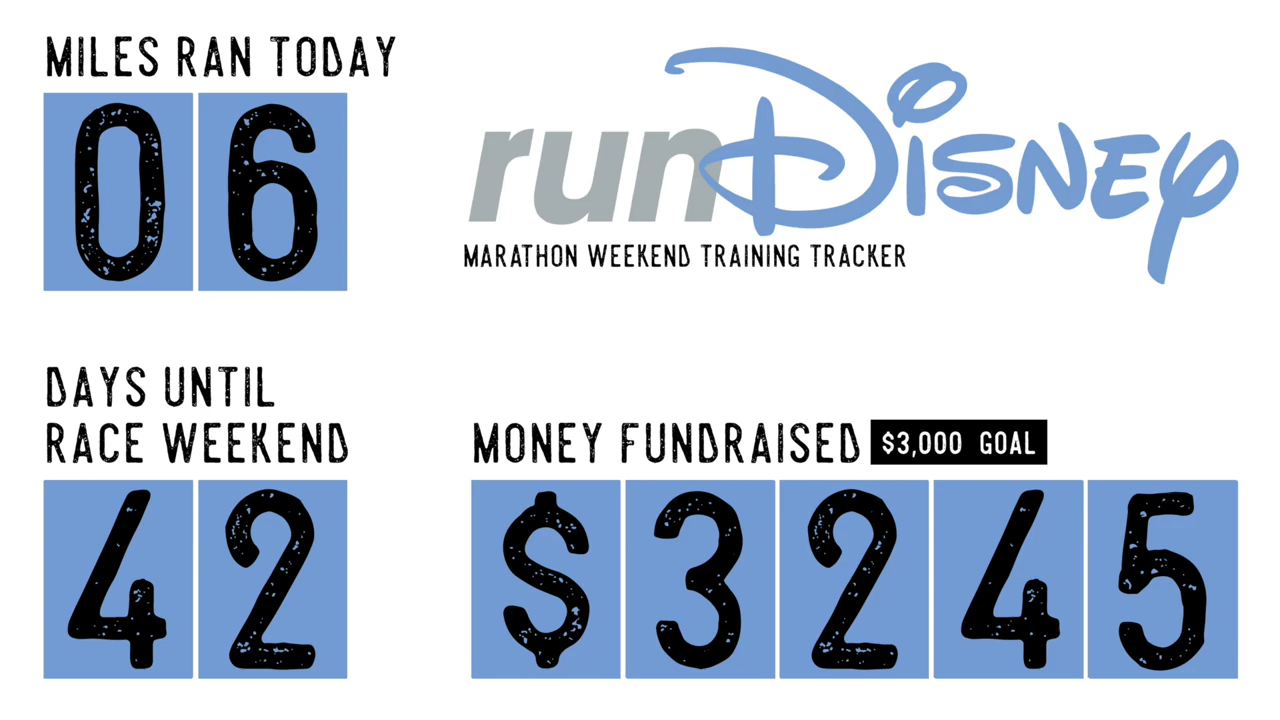 MILES RAN TODAY
06
runDisney
MARATHON WEEKEND TRAINING TRACKER
DAYS UNTIL
RACE WEEKEND
42
MONEY FUNDRAISED $3,000 GOAL
$3245